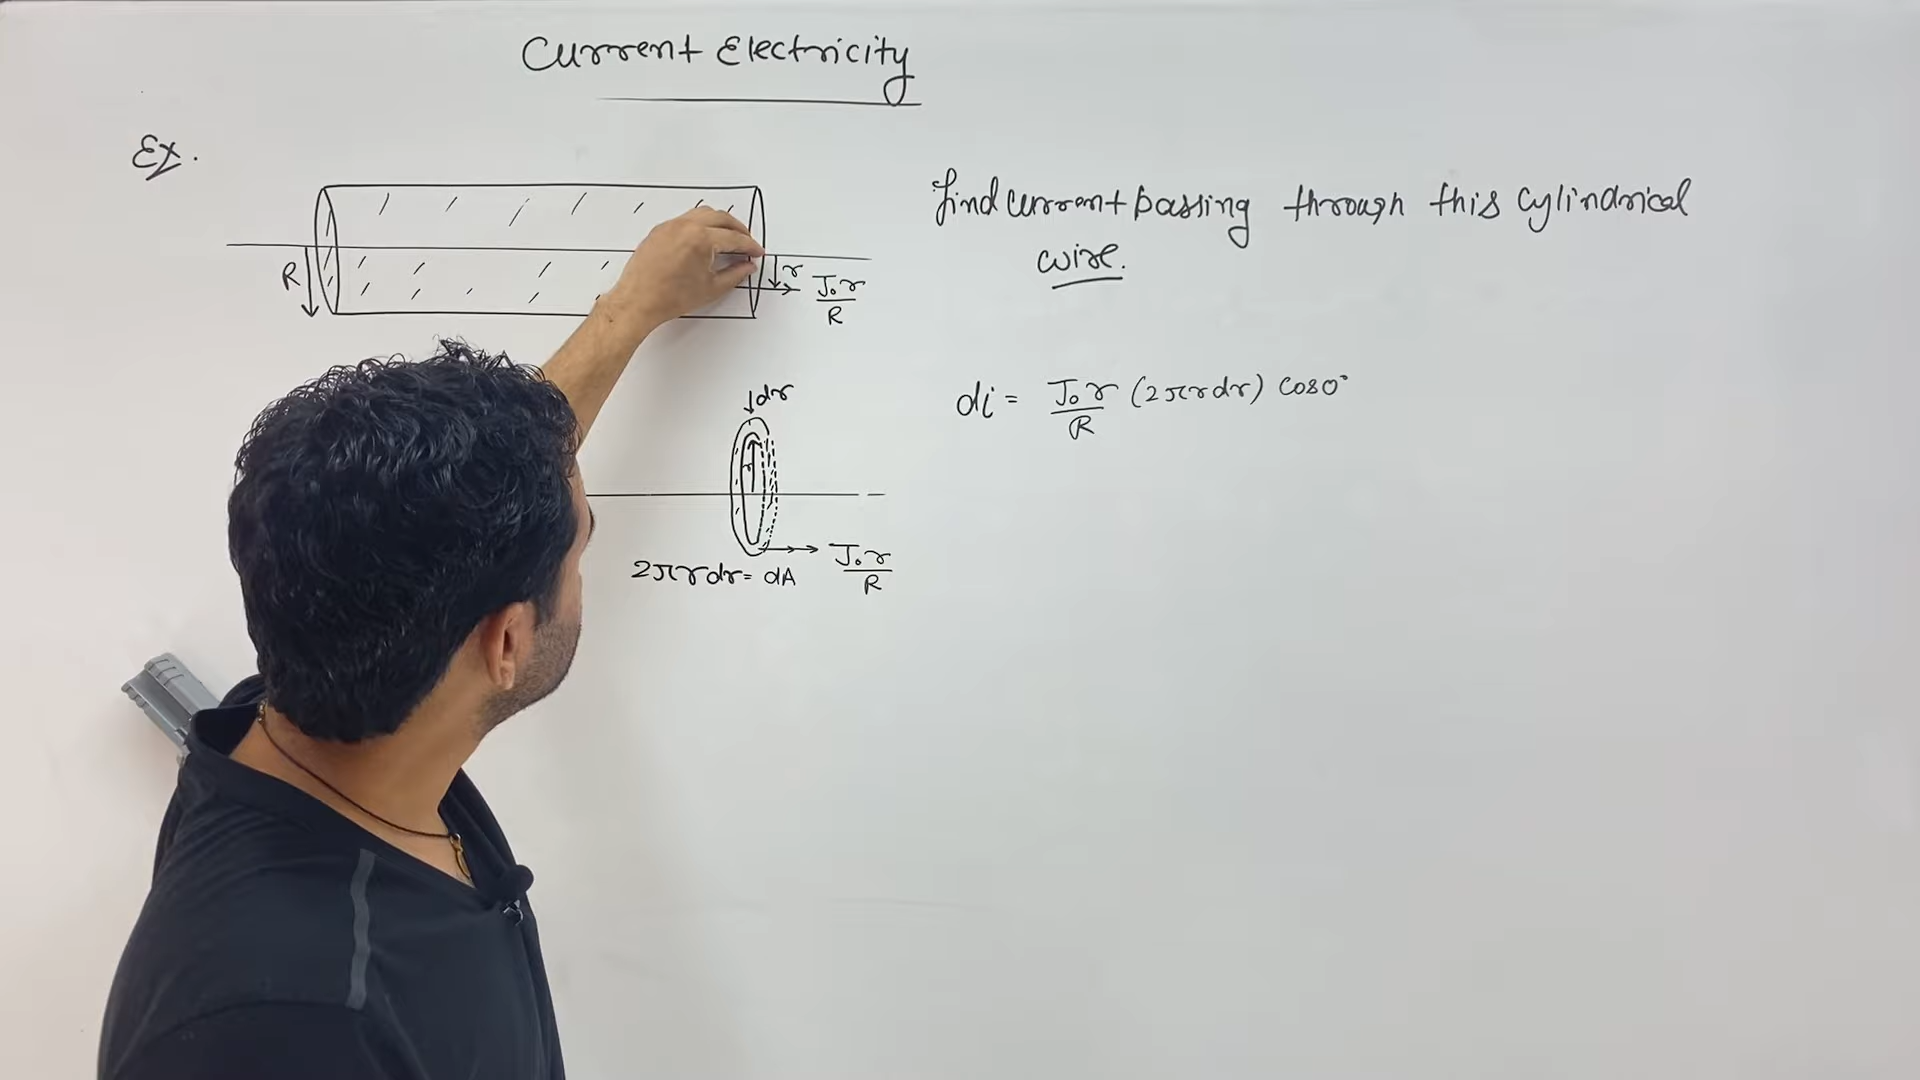 Current Electricity
Ex.
find current passing through this cylindrical
wire.
R
r
J₀r/R
di = J₀r/R (2πrdr) cos0°
dr
r
2πrdr = dA
J₀r/R